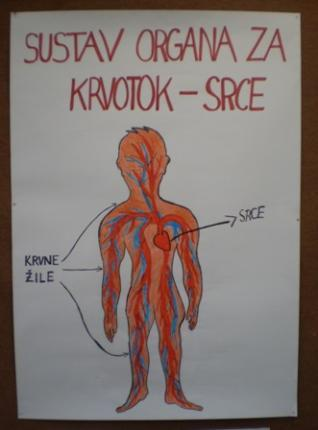 SUSTAV ORGANA ZA
KRVOTOK - SRCE
SRCE
KRVNE
ŽILE